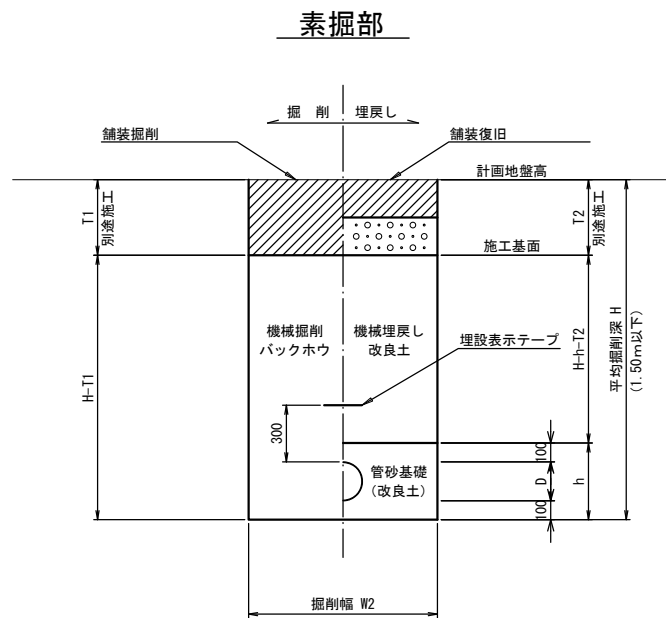 素掘部
掘　削　埋戻し
舗装掘削
舗装復旧
計画地盤高
T1
別途施工
T2
別途施工
施工基面
機械掘削
バックホウ
機械埋戻し
改良土
埋設表示テープ
H-T1
H-h-T2
平均掘削深 H
(1.50m以下)
300
管砂基礎
(改良土)
100
D
100
h
掘削幅 W2